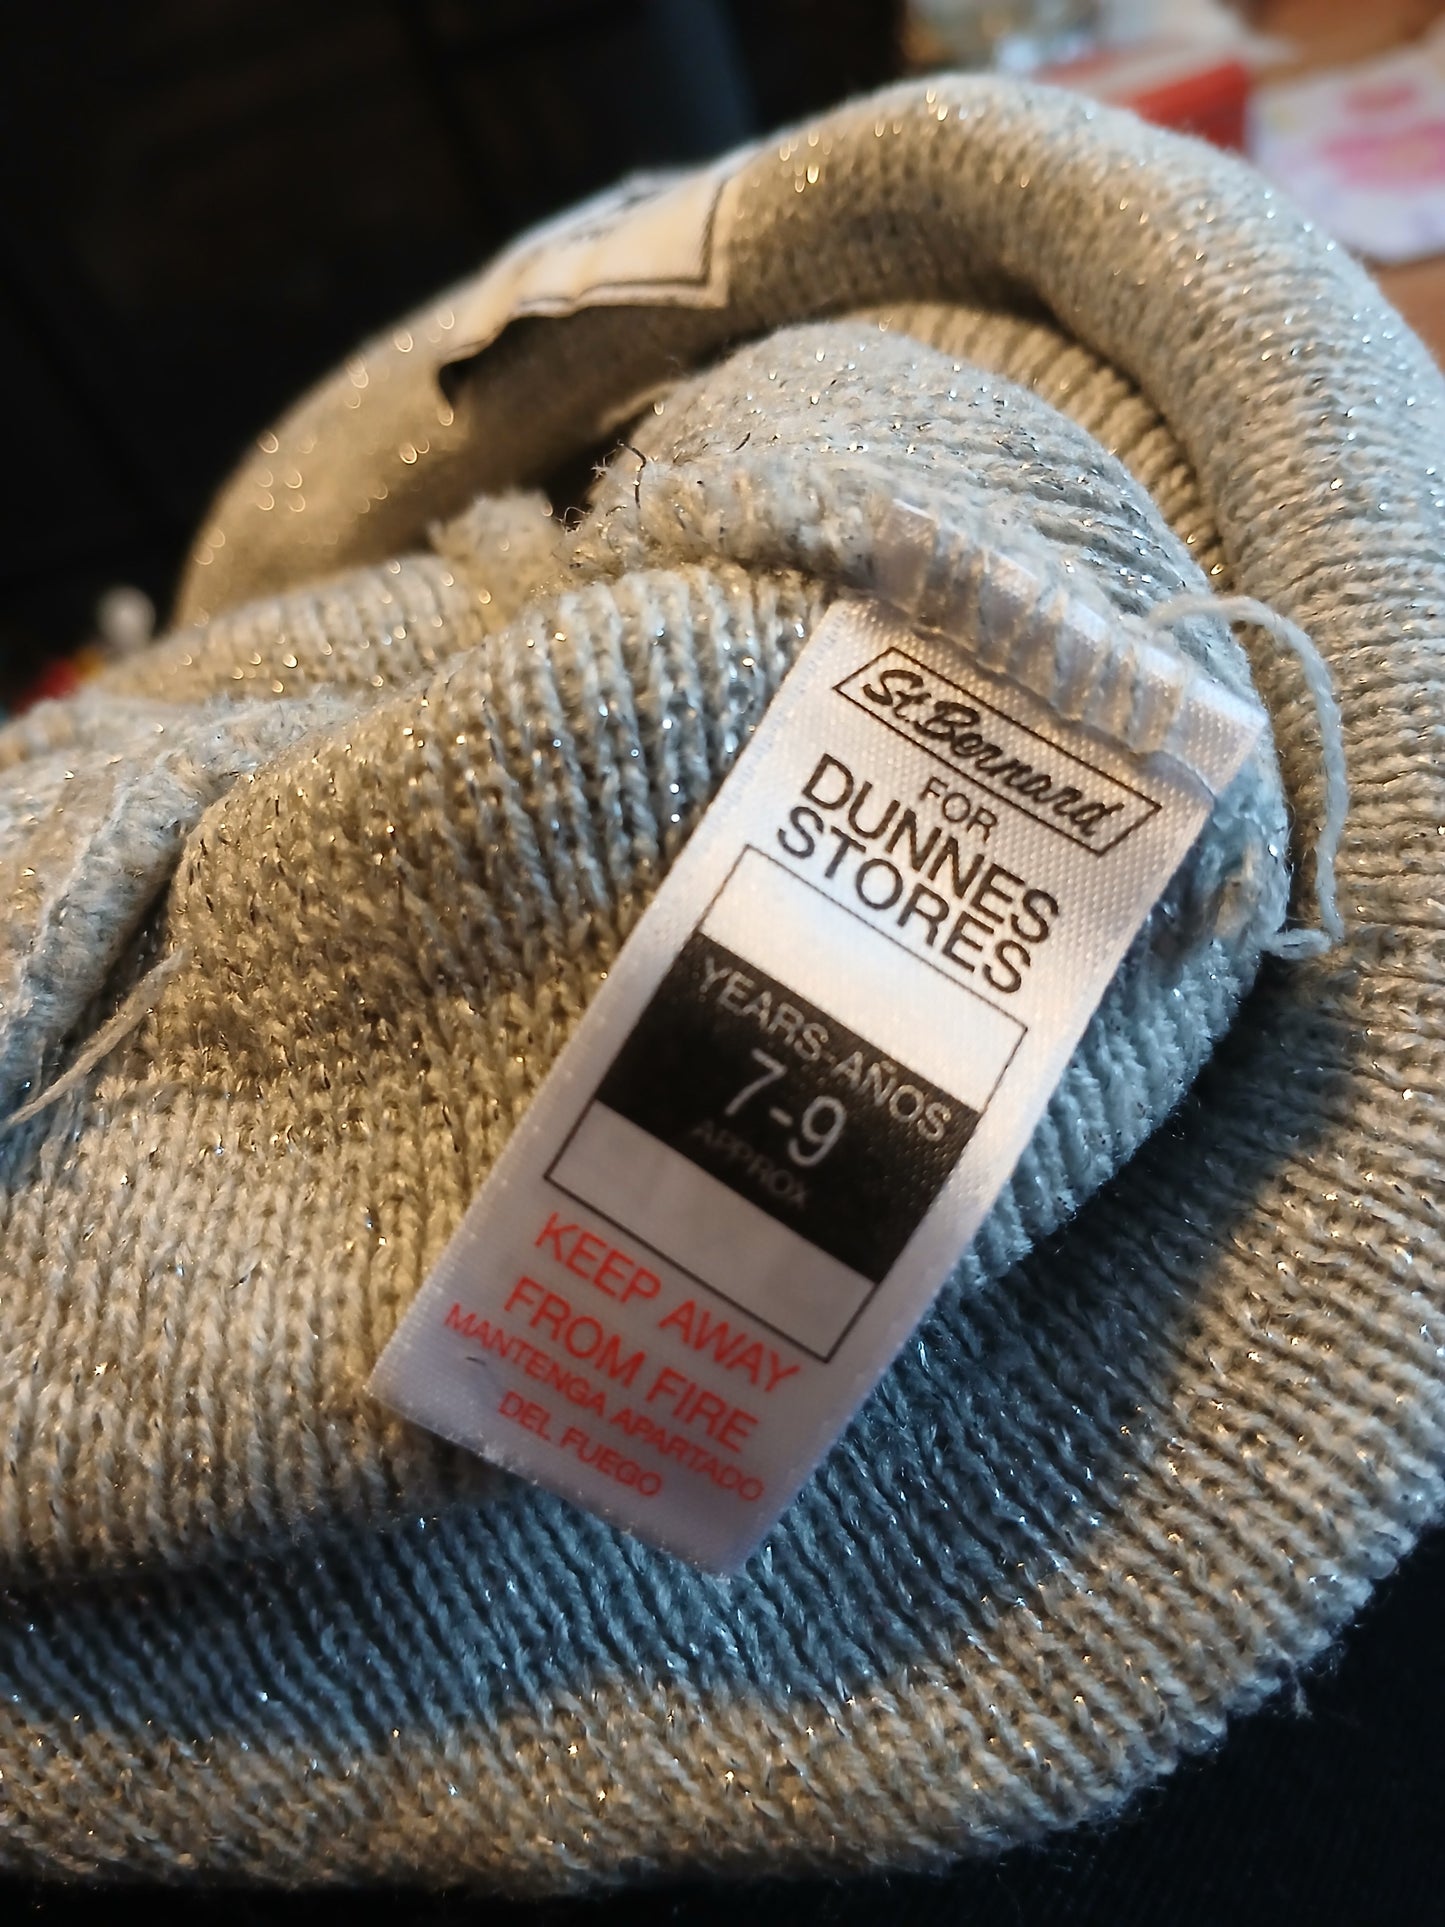 St.Bernard
FOR
DUNNES
STORES
YEARS-AÑOS
7-9
APPROX
KEEP AWAY
FROM FIRE
MANTENGA APARTADO
DEL FUEGO